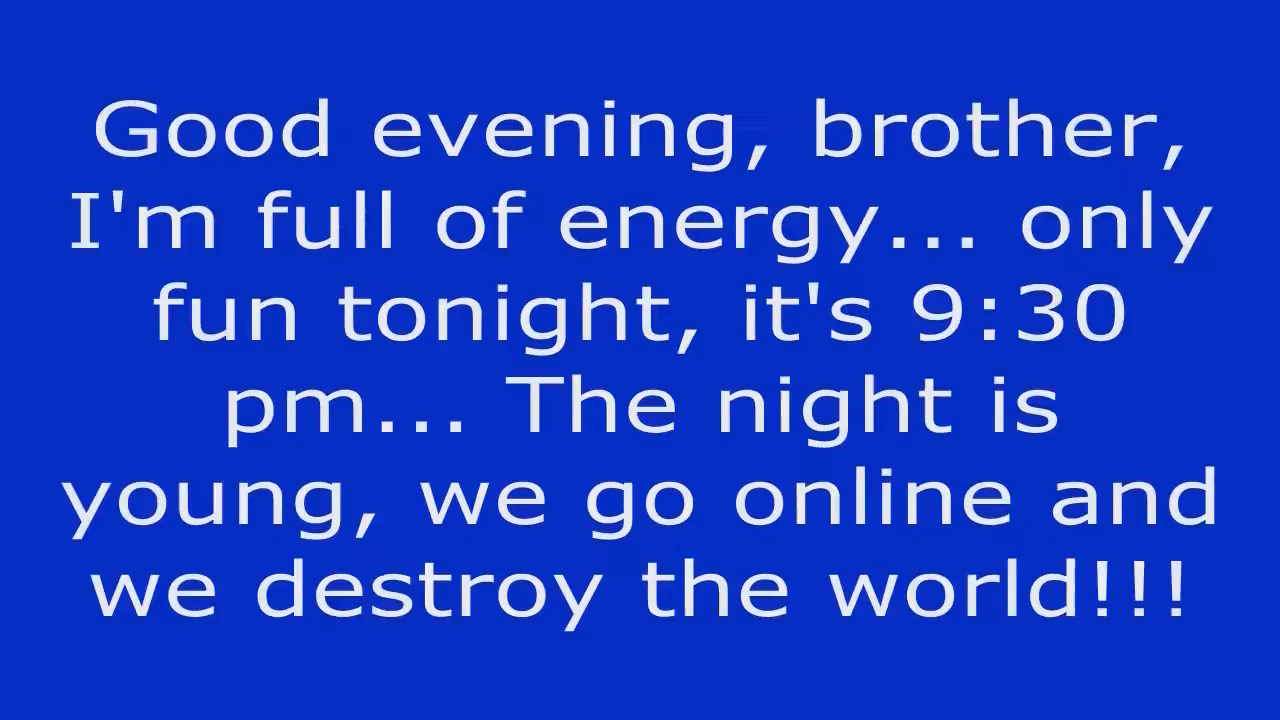 Good evening, brother,
I'm full of energy... only
fun tonight, it's 9:30
pm... The night is
young, we go online and
we destroy the world!!!